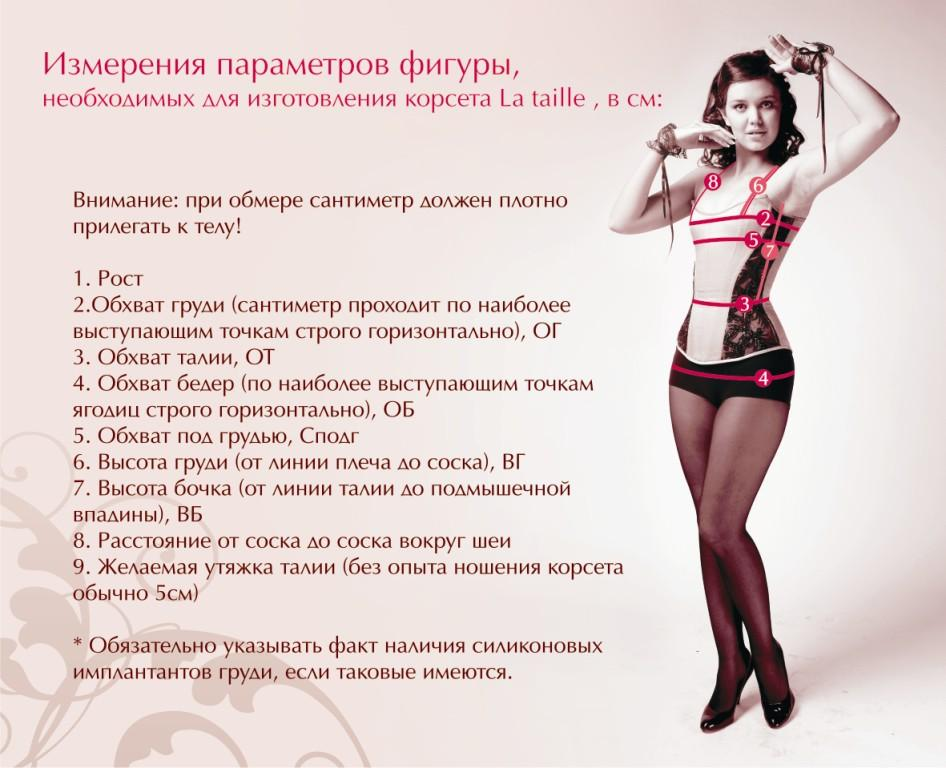 Измерения параметров фигуры,
необходимых для изготовления корсета La taille , в см:
Внимание: при обмере сантиметр должен плотно
прилегать к телу!
1. Рост
2.Обхват груди (сантиметр проходит по наиболее
выступающим точкам строго горизонтально), ОГ
3. Обхват талии, ОТ
4. Обхват бедер (по наиболее выступающим точкам
ягодиц строго горизонтально), ОБ
5. Обхват под грудью, Сподг
6. Высота груди (от линии плеча до соска), ВГ
7. Высота бочка (от линии талии до подмышечной
впадины), ВБ
8. Расстояние от соска до соска вокруг шеи
9. Желаемая утяжка талии (без опыта ношения корсета
обычно 5см)
* Обязательно указывать факт наличия силиконовых
имплантантов груди, если таковые имеются.
8
6
2
5
7
3
4